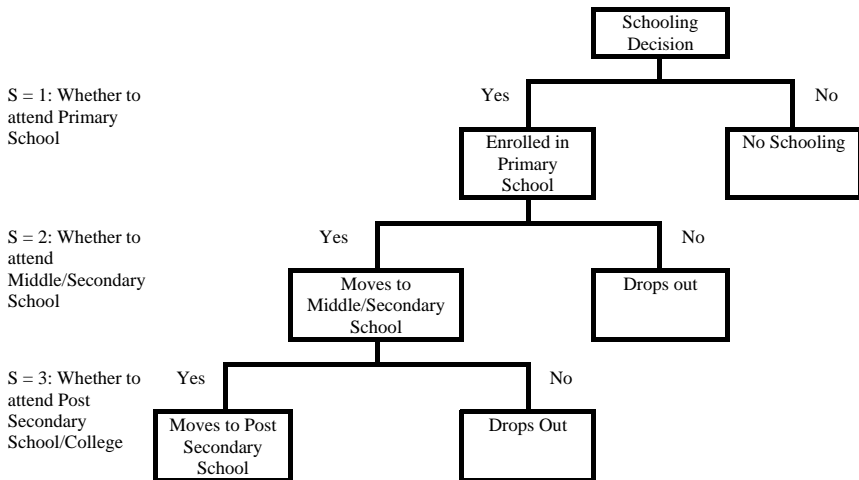 Schooling
Decision
S = 1: Whether to
attend Primary
School
Yes
No
Enrolled in
Primary
School
No Schooling
S = 2: Whether to
attend
Middle/Secondary
School
Yes
No
Moves to
Middle/Secondary
School
Drops out
S = 3: Whether to
attend Post
Secondary
School/College
Yes
No
Moves to Post
Secondary
School
Drops Out